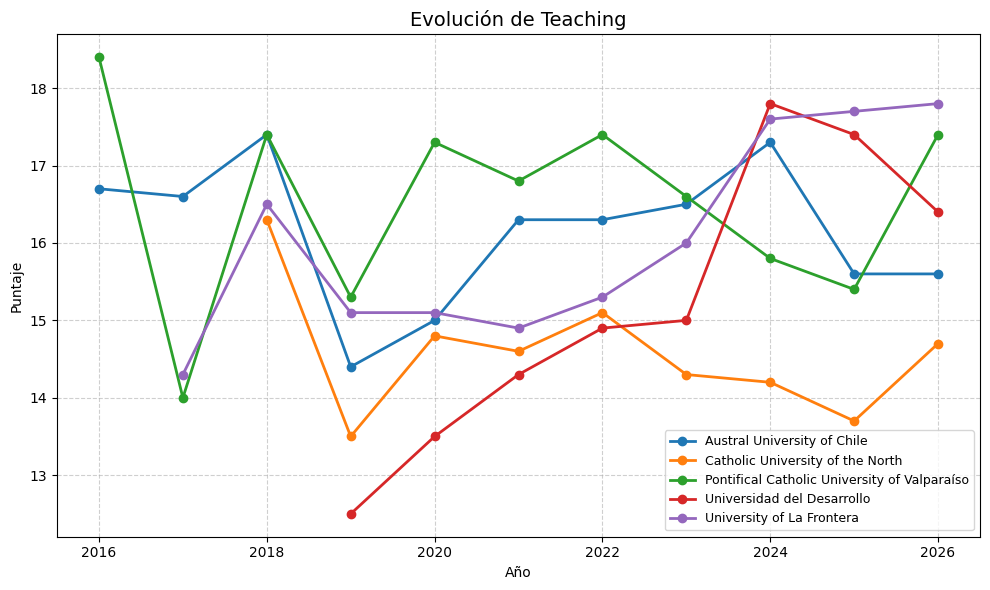 Evolución de Teaching
Puntaje
18
17
16
15
14
13
2016
2018
2020
2022
2024
2026
Año
Austral University of Chile
Catholic University of the North
Pontifical Catholic University of Valparaíso
Universidad del Desarrollo
University of La Frontera